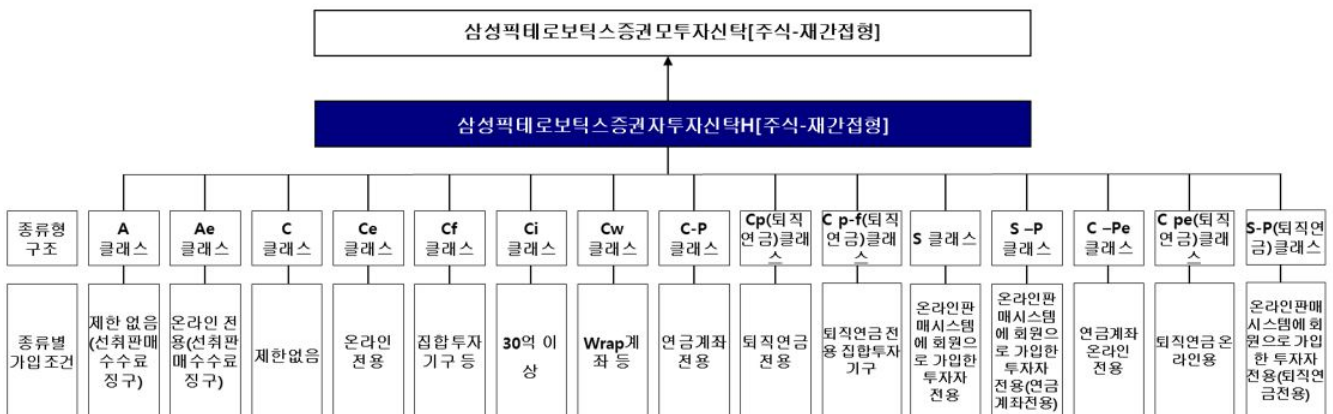 삼성픽테로보틱스증권모투자신탁[주식-재간접형]
삼성픽테로보틱스증권자투자신탁H[주식-재간접형]
종류형
구조
A
클래스
Ae
클래스
C
클래스
Ce
클래스
Cf
클래스
Ci
클래스
Cw
클래스
C-P
클래스
Cp(퇴직
연금)클래
스
C p-f(퇴직
연금)클래
스
S 클래스
S –P
클래스
C –Pe
클래스
C pe(퇴직
연금)클래
스
S-P(퇴직연
금)클래스
종류별
가입조건
제한 없음
(선취판매
수수료
징구)
온라인 전
용(선취판
매수수료
징구)
제한없음
온라인
전용
집합투자
기구 등
30억 이
상
Wrap계
좌 등
연금계좌
전용
퇴직연금
전용
퇴직연금 전
용 집합투자
기구
온라인판
매시스템
에 회원으
로 가입한
투자자
전용
온라인판
매시스템
에 회원으
로 가입한
투자자
전용(연금
계좌전용)
연금계좌
온라인
전용
퇴직연금 온
라인용
온라인판매
시스템에 회
원으로 가입
한 투자자
전용(퇴직연
금전용)